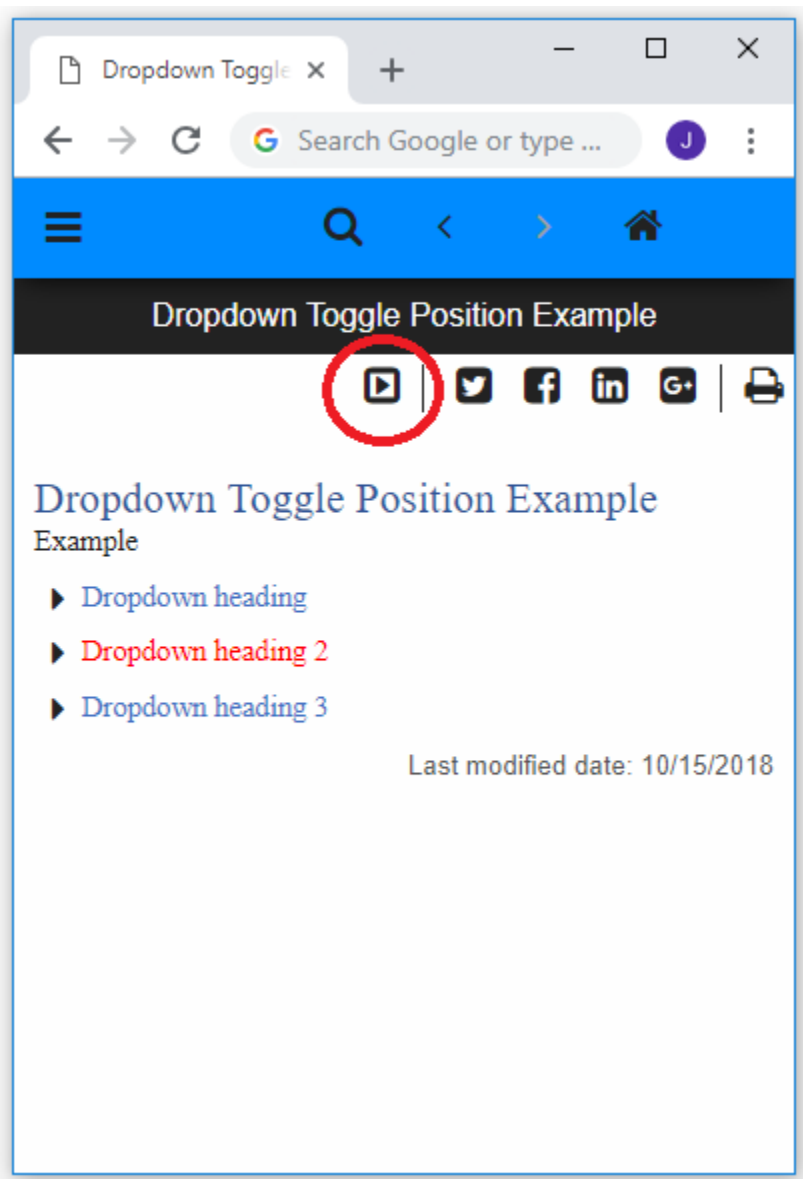 Dropdown Toggle
Search Google or type ...
J
Dropdown Toggle Position Example
Dropdown Toggle Position Example
Example
Dropdown heading
Dropdown heading 2
Dropdown heading 3
Last modified date: 10/15/2018